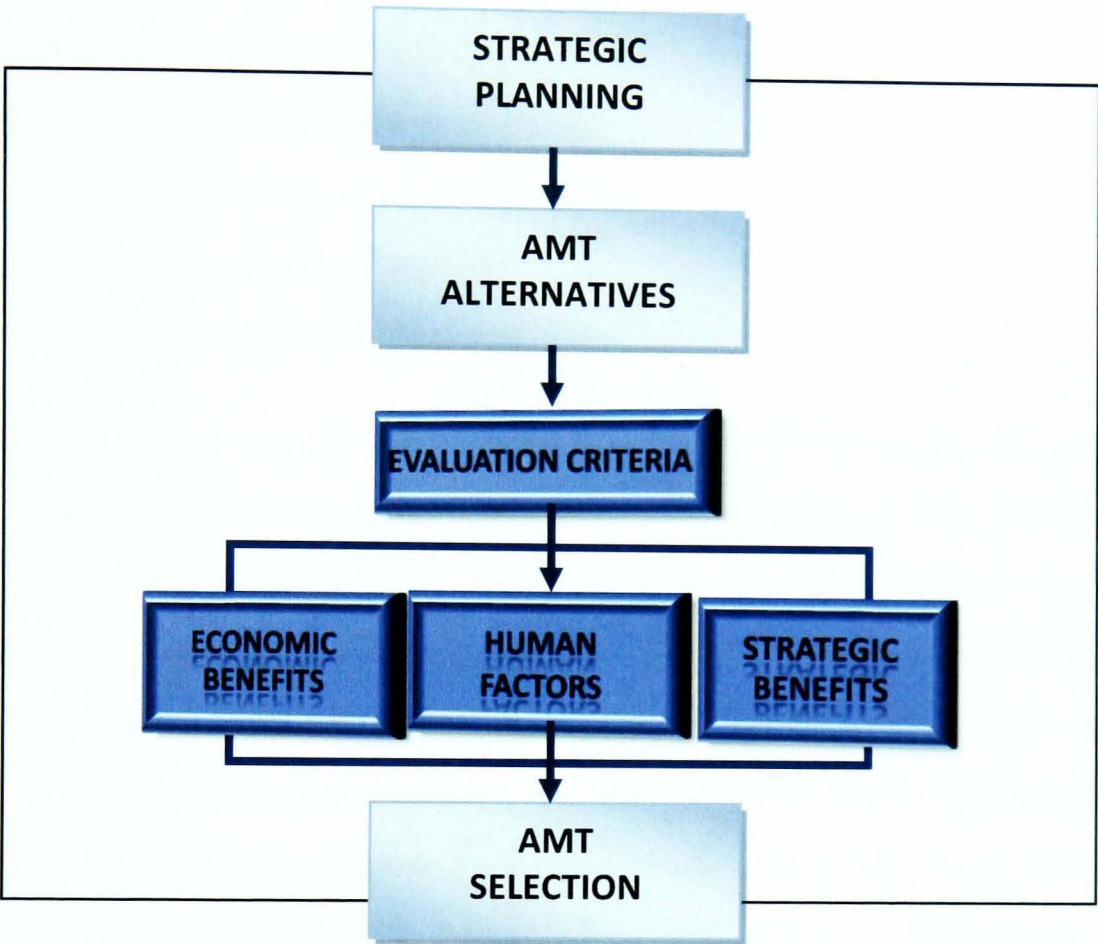 STRATEGIC
PLANNING
AMT
ALTERNATIVES
EVALUATION CRITERIA
ECONOMIC
BENEFITS
HUMAN
FACTORS
STRATEGIC
BENEFITS
AMT
SELECTION